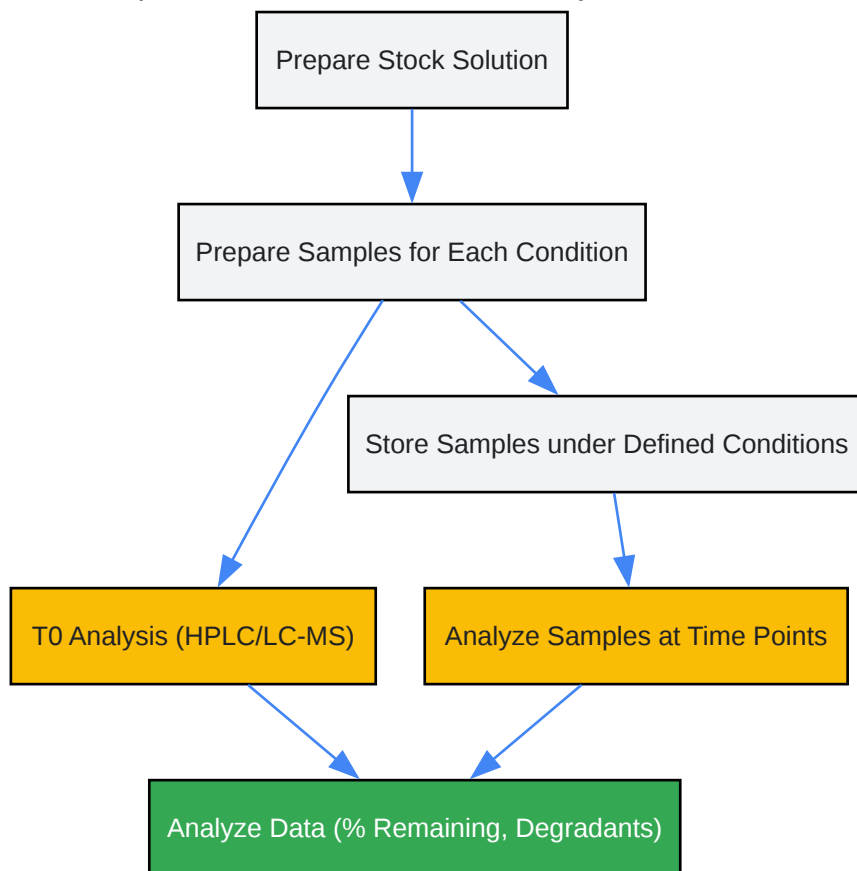 Prepare Stock Solution
Prepare Samples for Each Condition
Store Samples under Defined Conditions
T0 Analysis (HPLC/LC-MS)
Analyze Samples at Time Points
Analyze Data (% Remaining, Degradants)